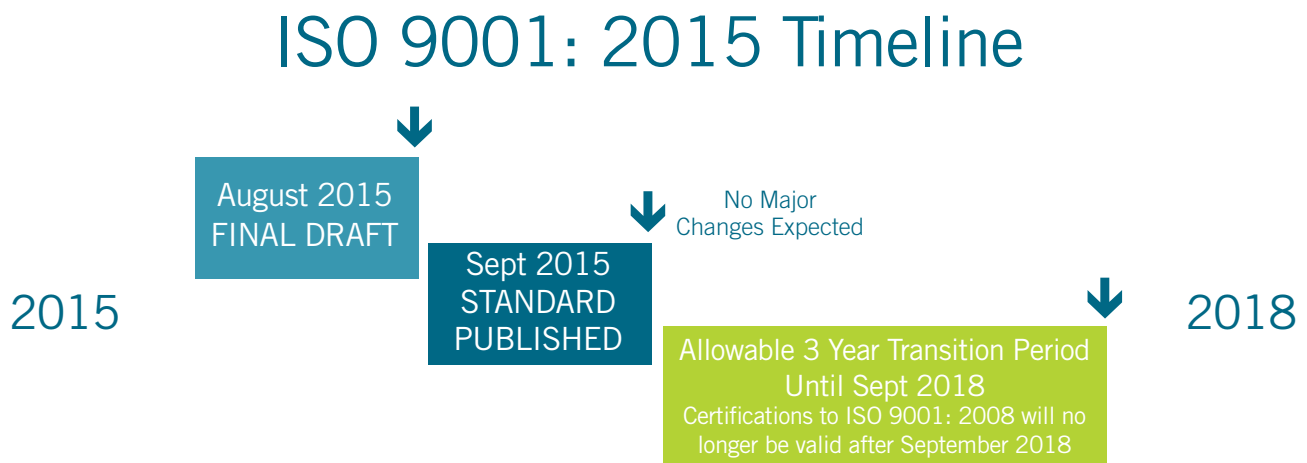 ISO 9001: 2015 Timeline
August 2015
FINAL DRAFT
No Major
Changes Expected
Sept 2015
STANDARD
PUBLISHED
2015
2018
Allowable 3 Year Transition Period
Until Sept 2018
Certifications to ISO 9001: 2008 will no
longer be valid after September 2018